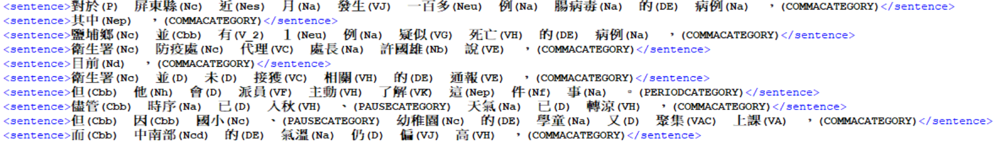 <sentence>對於(P) 屏東縣(Nc) 近(Nes) 月(Na) 發生(VJ) 一百多(Neu) 例(Na) 腸病毒(Na) 的(DE) 病例(Na) ，(COMMACATEGORY)</sentence>
<sentence>其中(Nep) ，(COMMACATEGORY)</sentence>
<sentence>鹽埔鄉(Nc) 並(Cbb) 有(V_2) 1(Neu) 例(Na) 疑似(VG) 死亡(VH) 的(DE) 病例(Na) ，(COMMACATEGORY)</sentence>
<sentence>衛生署(Nc) 防疫處(Nc) 代理(VC) 處長(Na) 許國雄(Nb) 說(VE) ，(COMMACATEGORY)</sentence>
<sentence>目前(Nd) ，(COMMACATEGORY)</sentence>
<sentence>衛生署(Nc) 並(D) 未(D) 接獲(VC) 相關(VH) 的(DE) 通報(VE) ，(COMMACATEGORY)</sentence>
<sentence>但(Cbb) 他(Nh) 會(D) 派員(VF) 主動(VH) 了解(VK) 這(Nep) 件(Nf) 事(Na) 。(PERIODCATEGORY)</sentence>
<sentence>儘管(Cbb) 時序(Na) 已(D) 入秋(VH) 、(PAUSECATEGORY) 天氣(Na) 已(D) 轉涼(VH) ，(COMMACATEGORY)</sentence>
<sentence>但(Cbb) 因(Cbb) 國小(Nc) 、(PAUSECATEGORY) 幼稚園(Nc) 的(DE) 學童(Na) 又(D) 聚集(VAC) 上課(VA) ，(COMMACATEGORY)</sentence>
<sentence>而(Cbb) 中南部(Ncd) 的(DE) 氣溫(Na) 仍(D) 偏(VJ) 高(VH) ，(COMMACATEGORY)</sentence>